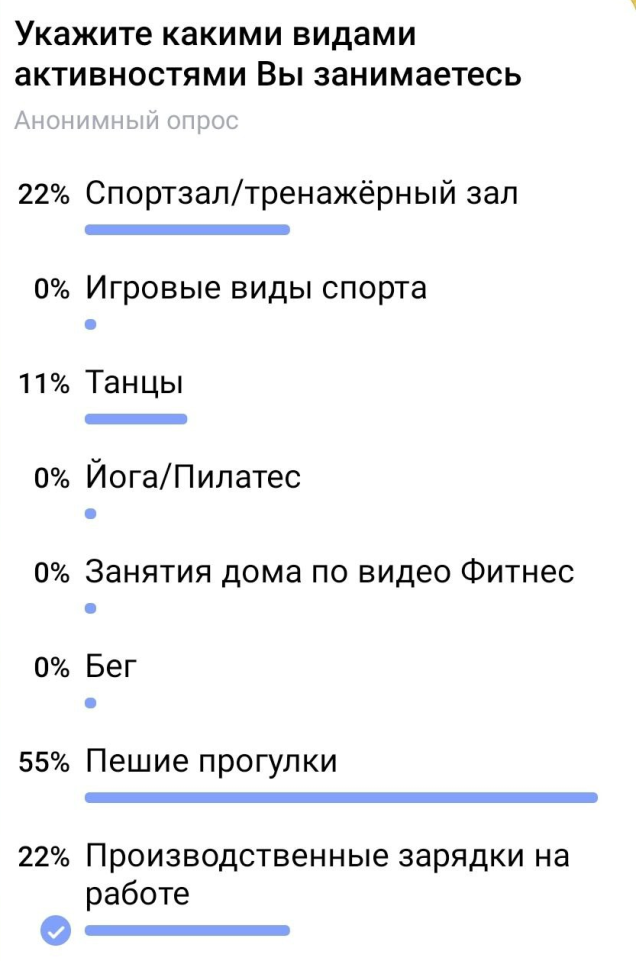 Укажите какими видами
активностями Вы занимаетесь
Анонимный опрос
22% Спортзал/тренажёрный зал
0% Игровые виды спорта
11% Танцы
0% Йога/Пилатес
0% Занятия дома по видео Фитнес
0% Бег
55% Пешие прогулки
22% Производственные зарядки на
работе